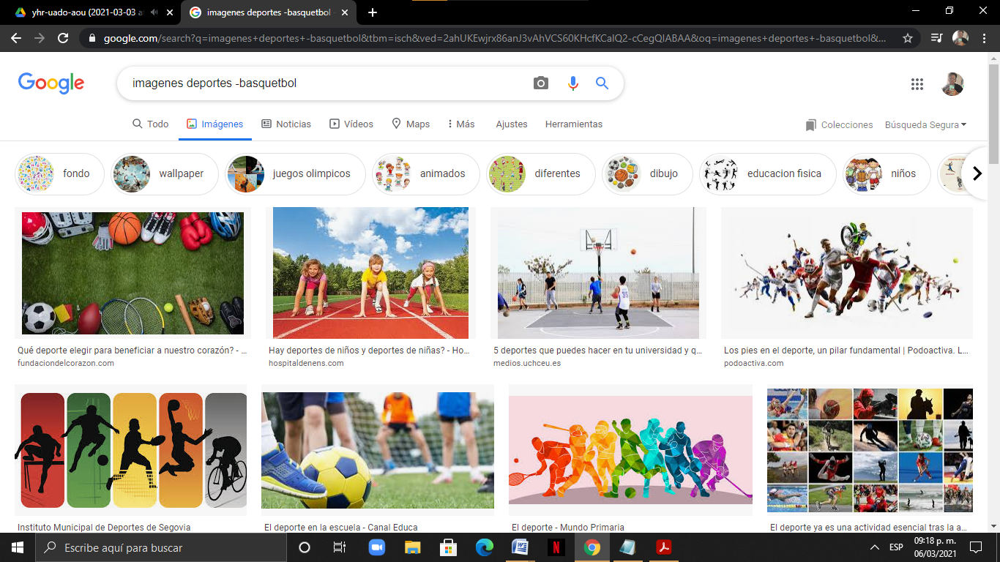 yhr-uado-aou (2021-03-03 a
imagenes deportes -basquetbol -
google.com/search?q=imagenes+deportes+-basquetbol&tbm=isch&ved=2ahUKEwjrx86anJ3vAhVCS60KHcfKCaIQ2-cCegQIABAA&oq=imagenes+deportes+-basquetbol&...
Google
imagenes deportes -basquetbol
Todo
Imágenes
Noticias
Vídeos
Maps
Más
Ajustes
Herramientas
Colecciones
Búsqueda Segura
fondo
wallpaper
juegos olimpicos
animados
diferentes
dibujo
educacion fisica
niños
Qué deporte elegir para beneficiar a nuestro corazón? - ...
fundaciondelcorazon.com
Hay deportes de niños y deportes de niñas? - Ho...
hospitaldenens.com
5 deportes que puedes hacer en tu universidad y q...
medios.uchceu.es
Los pies en el deporte, un pilar fundamental | Podoactiva. L...
podoactiva.com
Instituto Municipal de Deportes de Segovia
El deporte en la escuela - Canal Educa
El deporte - Mundo Primaria
El deporte ya es una actividad esencial tras la a...
Escribe aquí para buscar
ESP
09:18 p. m.
06/03/2021